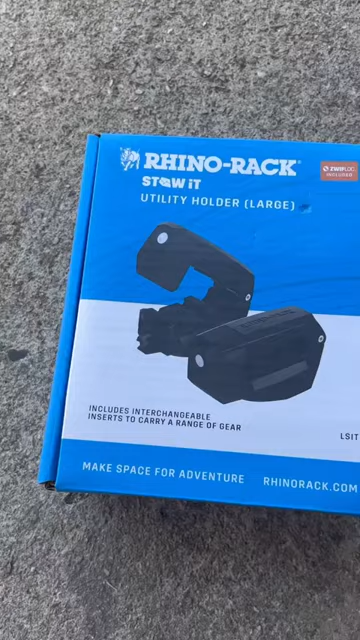 RHINO-RACK®
STOW iT
UTILITY HOLDER (LARGE)
INCLUDED
INCLUDES INTERCHANGEABLE
INSERTS TO CARRY A RANGE OF GEAR
LSIT
MAKE SPACE FOR ADVENTURE RHINORACK.COM